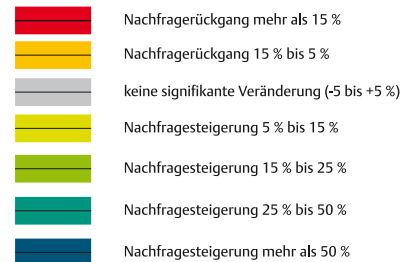 Nachfragerückgang mehr als 15 %
Nachfragerückgang 15 % bis 5 %
keine signifikante Veränderung (-5 bis +5 %)
Nachfragesteigerung 5 % bis 15 %
Nachfragesteigerung 15 % bis 25 %
Nachfragesteigerung 25 % bis 50 %
Nachfragesteigerung mehr als 50 %